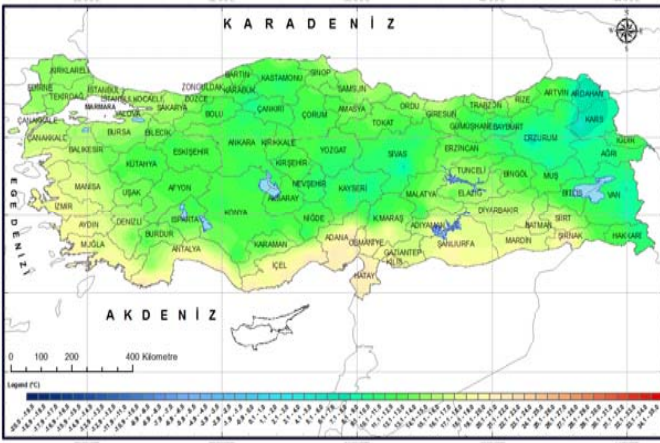 KARADENİZ
KIRKLARELİ
EDİRNE
TEKİRDAĞ
İSTANBUL
İSTANBUL
KOCAELİ
MARMARA
YALOVA
SAKARYA
DÜZCE
ZONGULDAK
BARTIN
KARABÜK
KASTAMONU
SİNOP
SAMSUN
ORDU
GİRESUN
TRABZON
RİZE
ARTVİN
ARDAHAN
KARS
IĞDIR
ÇANAKKALE
ÇANAKKALE
BALIKESİR
BURSA
BİLECİK
BOLU
ÇANKIRI
ÇORUM
AMASYA
TOKAT
GÜMÜŞHANE
BAYBURT
ERZURUM
AĞRI
ESKİŞEHİR
ANKARA
KIRIKKALE
YOZGAT
SİVAS
ERZİNCAN
TUNCELİ
BİNGÖL
MUŞ
KÜTAHYA
KIRŞEHİR
MANİSA
UŞAK
AFYON
NEVŞEHİR
KAYSERİ
MALATYA
ELAZIĞ
BİTLİS
VAN
İZMİR
AYDIN
DENİZLİ
ISPARTA
KONYA
AKSARAY
NİĞDE
K.MARAŞ
ADIYAMAN
DİYARBAKIR
BATMAN
SİİRT
ŞIRNAK
HAKKARİ
MUĞLA
BURDUR
ANTALYA
KARAMAN
İÇEL
ADANA
OSMANİYE
GAZİANTEP
KİLİS
ŞANLIURFA
MARDİN
HATAY
EGE DENİZİ
AKDENİZ
0 100 200 400 Kilometre
Legend (°C)